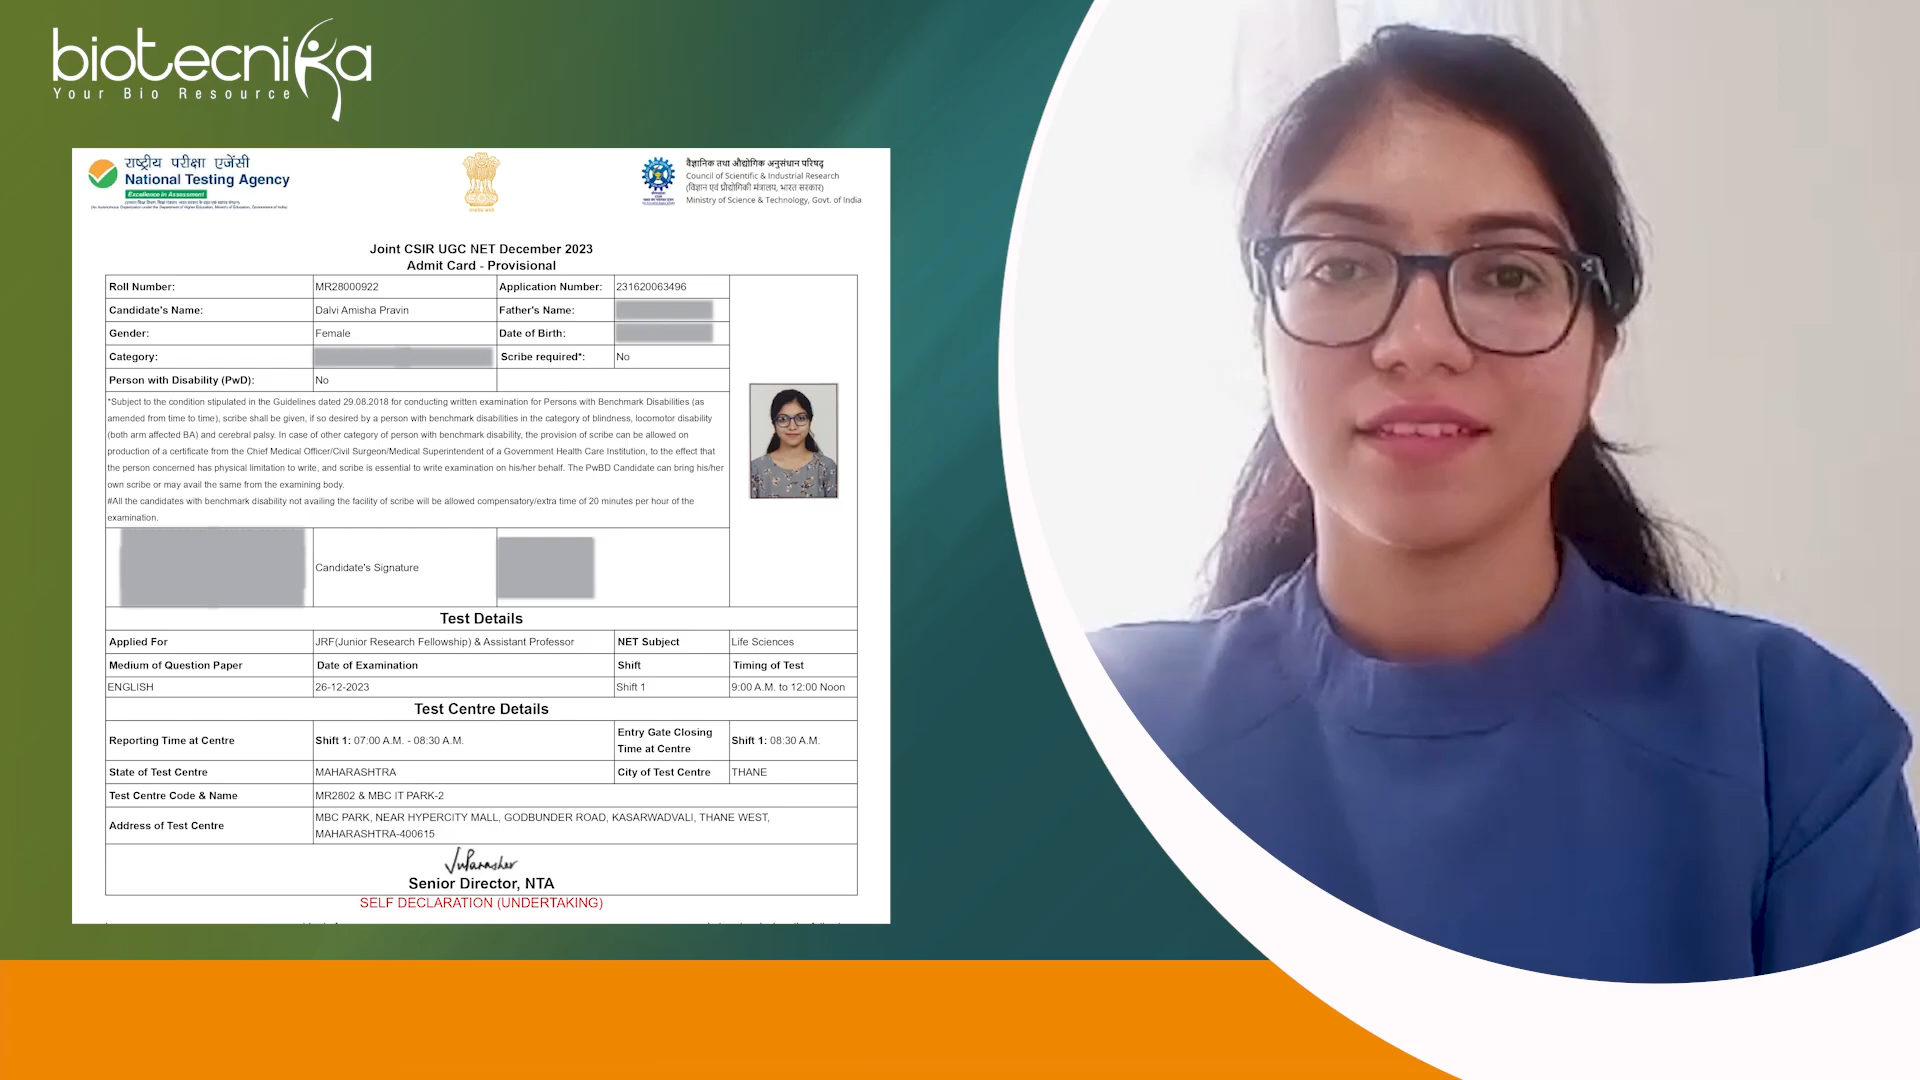 biotecnika
Your Bio Resource
राष्ट्रीय परीक्षा एजेंसी
National Testing Agency
Excellence in Assessment
(An Autonomous Organization under the Department of Higher Education, Ministry of Education, Government of India)
वैज्ञानिक तथा औद्योगिक अनुसंधान परिषद्
Council of Scientific & Industrial Research
(विज्ञान एवं प्रौद्योगिकी मंत्रालय, भारत सरकार)
Ministry of Science & Technology, Govt. of India
Joint CSIR UGC NET December 2023
Admit Card - Provisional
Roll Number: MR28000922 Application Number: 231620063496
Candidate's Name: Dalvi Amisha Pravin Father's Name:
Gender: Female Date of Birth:
Category: Scribe required*: No
Person with Disability (PwD): No
*Subject to the condition stipulated in the Guidelines dated 29.08.2018 for conducting written examination for Persons with Benchmark Disabilities (as
amended from time to time), scribe shall be given, if so desired by a person with benchmark disabilities in the category of blindness, locomotor disability
(both arm affected BA) and cerebral palsy. In case of other category of person with benchmark disability, the provision of scribe can be allowed on
production of a certificate from the Chief Medical Officer/Civil Surgeon/Medical Superintendent of a Government Health Care Institution, to the effect that
the person concerned has physical limitation to write, and scribe is essential to write examination on his/her behalf. The PwBD Candidate can bring his/her
own scribe or may avail the same from the examining body.
#All the candidates with benchmark disability not availing the facility of scribe will be allowed compensatory/extra time of 20 minutes per hour of the
examination.
Candidate's Signature
Test Details
Applied For JRF(Junior Research Fellowship) & Assistant Professor NET Subject Life Sciences
Medium of Question Paper Date of Examination Shift Timing of Test
ENGLISH 26-12-2023 Shift 1 9:00 A.M. to 12:00 Noon
Test Centre Details
Reporting Time at Centre Shift 1: 07:00 A.M. - 08:30 A.M. Entry Gate Closing Time at Centre Shift 1: 08:30 A.M.
State of Test Centre MAHARASHTRA City of Test Centre THANE
Test Centre Code & Name MR2802 & MBC IT PARK-2
Address of Test Centre MBC PARK, NEAR HYPERCITY MALL, GODBUNDER ROAD, KASARWADVALI, THANE WEST,
MAHARASHTRA-400615
Senior Director, NTA
SELF DECLARATION (UNDERTAKING)